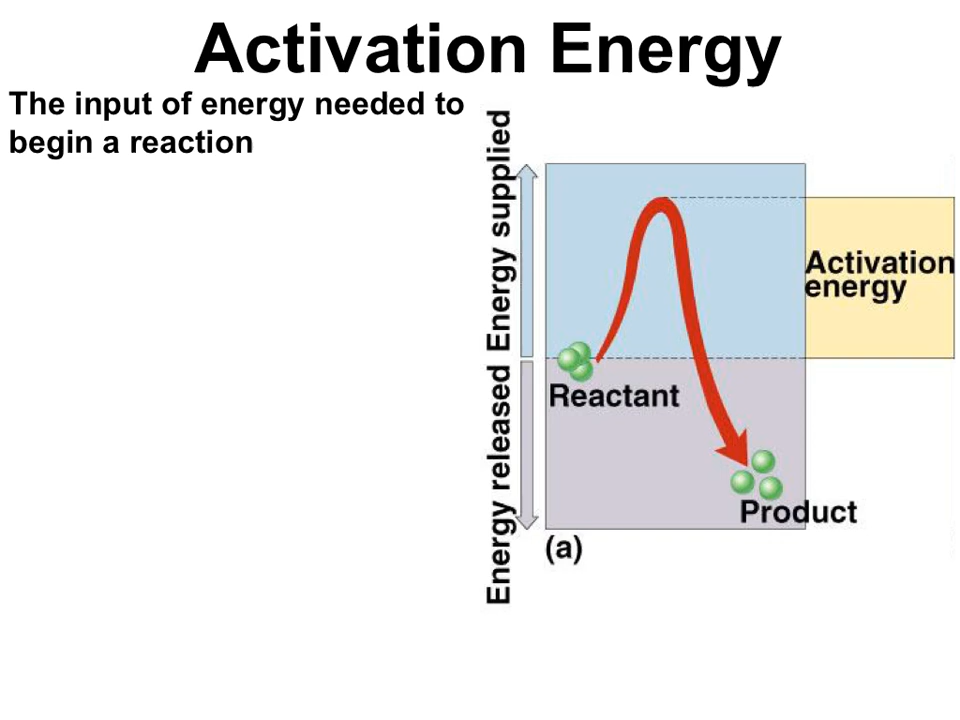 Activation Energy
The input of energy needed to
begin a reaction
Energy supplied
Activation
energy
Reactant
Energy released
Product
(a)